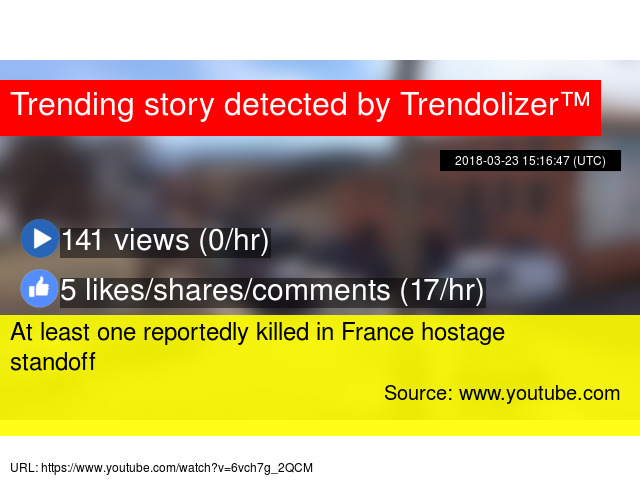 Trending story detected by Trendolizer™
2018-03-23 15:16:47 (UTC)
141 views (0/hr)
5 likes/shares/comments (17/hr)
At least one reportedly killed in France hostage
standoff
Source: www.youtube.com
URL: https://www.youtube.com/watch?v=6vch7g_2QCM